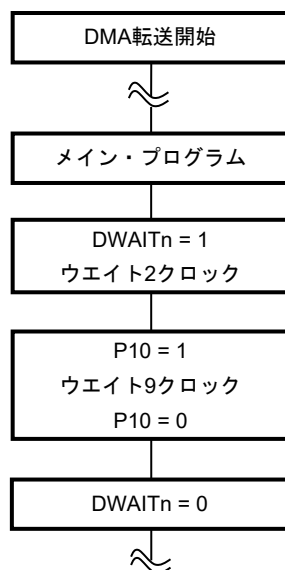 DMA転送開始
メイン・プログラム
DWAITn = 1
ウエイト2クロック
P10 = 1
ウエイト9クロック
P10 = 0
DWAITn = 0